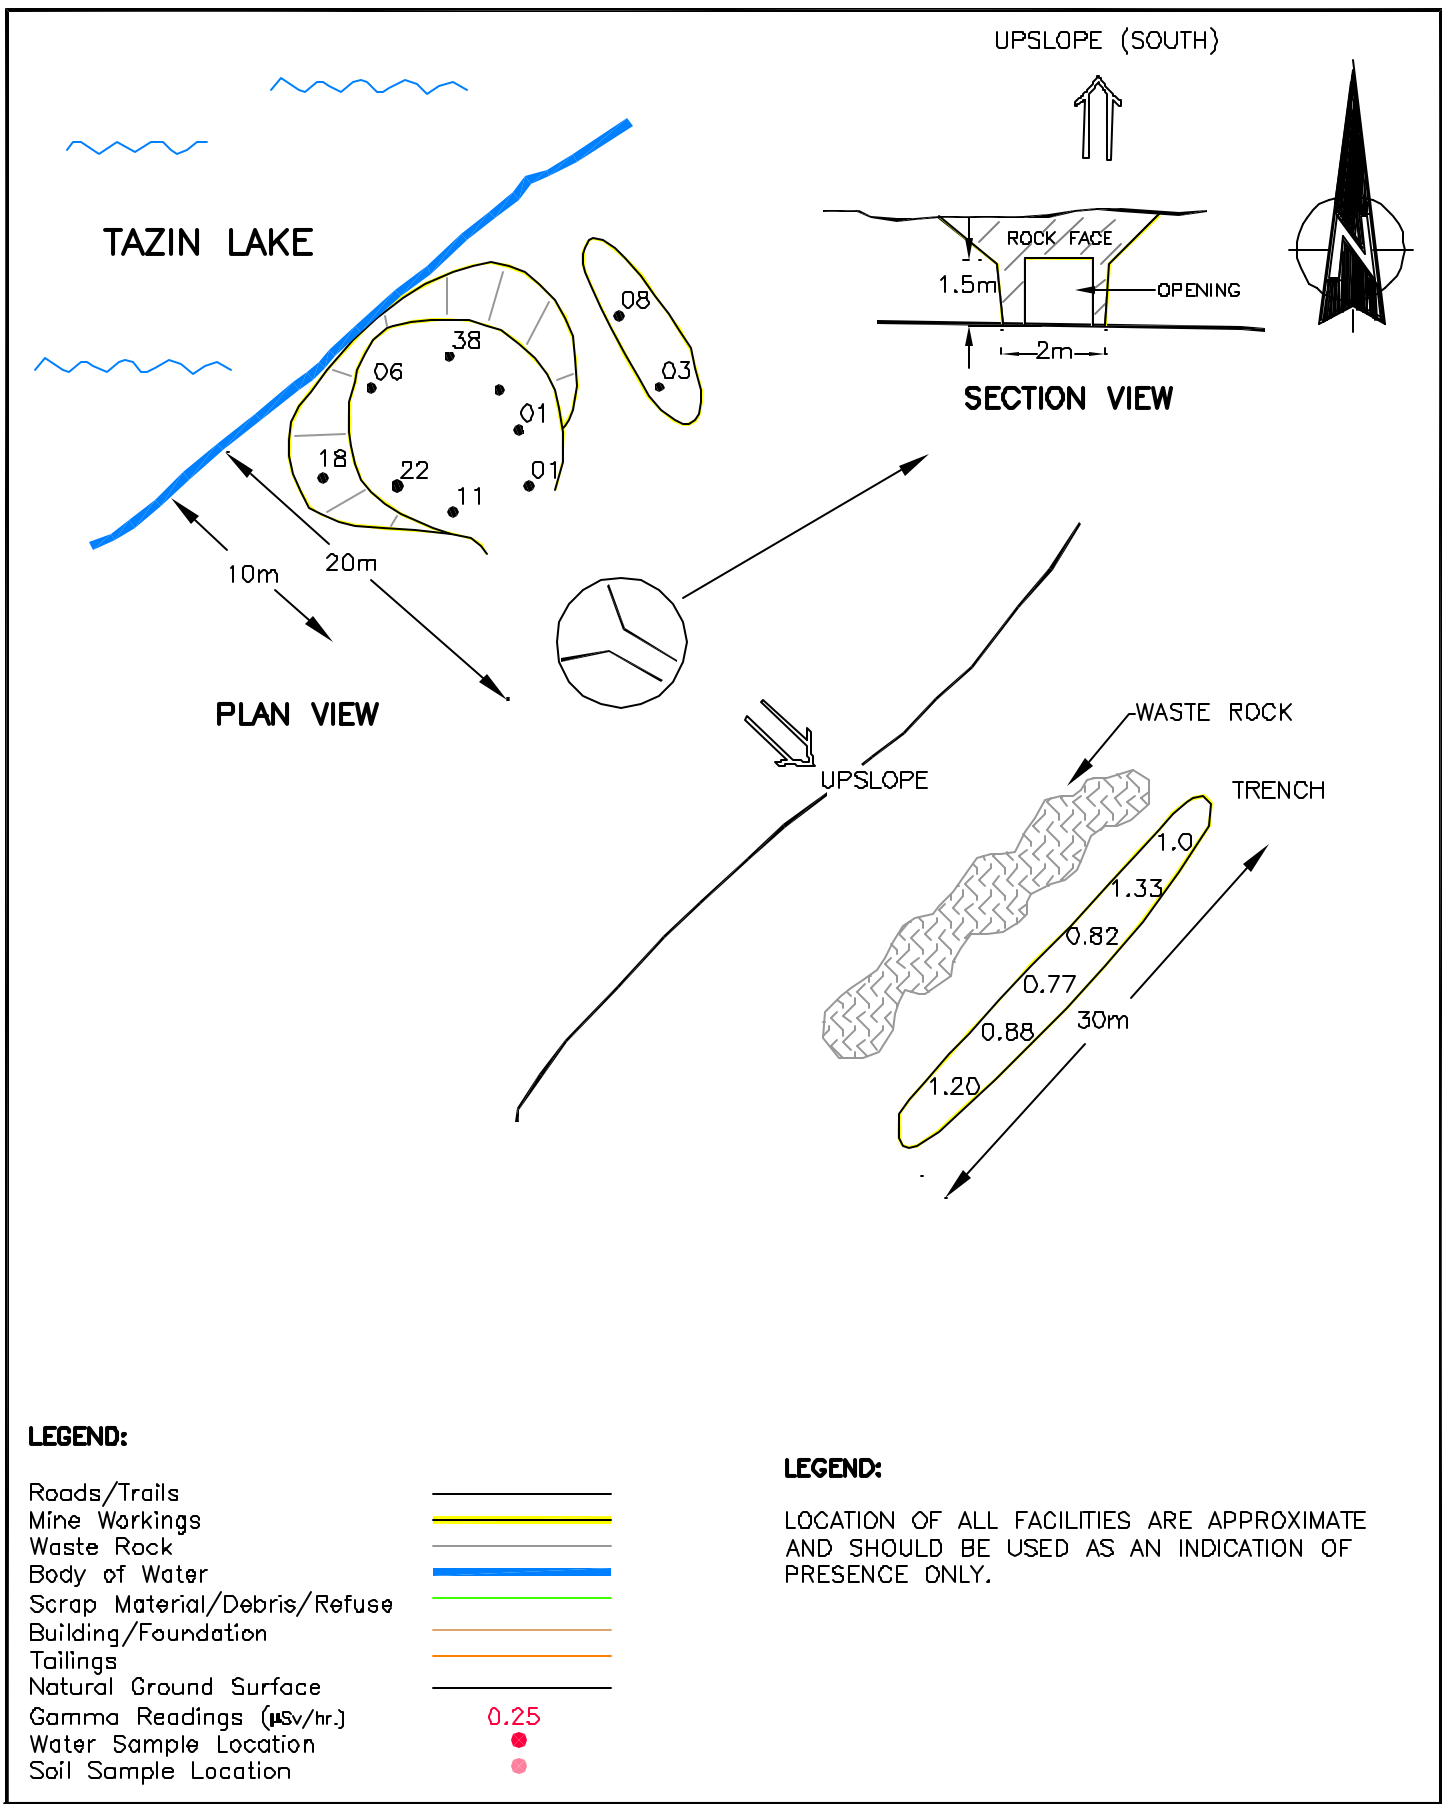 UPSLOPE (SOUTH)
TAZIN LAKE
ROCK FACE
1.5m
OPENING
2m
SECTION VIEW
N
08
38
06
03
01
18
22
01
11
20m
10m
PLAN VIEW
UPSLOPE
WASTE ROCK
TRENCH
1.0
1.33
0.82
0.77
30m
0.88
1.20
LEGEND:
Roads/Trails
Mine Workings
Waste Rock
Body of Water
Scrap Material/Debris/Refuse
Building/Foundation
Tailings
Natural Ground Surface
Gamma Readings (µSv/hr.) 0.25
Water Sample Location
Soil Sample Location
LEGEND:
LOCATION OF ALL FACILITIES ARE APPROXIMATE
AND SHOULD BE USED AS AN INDICATION OF
PRESENCE ONLY.